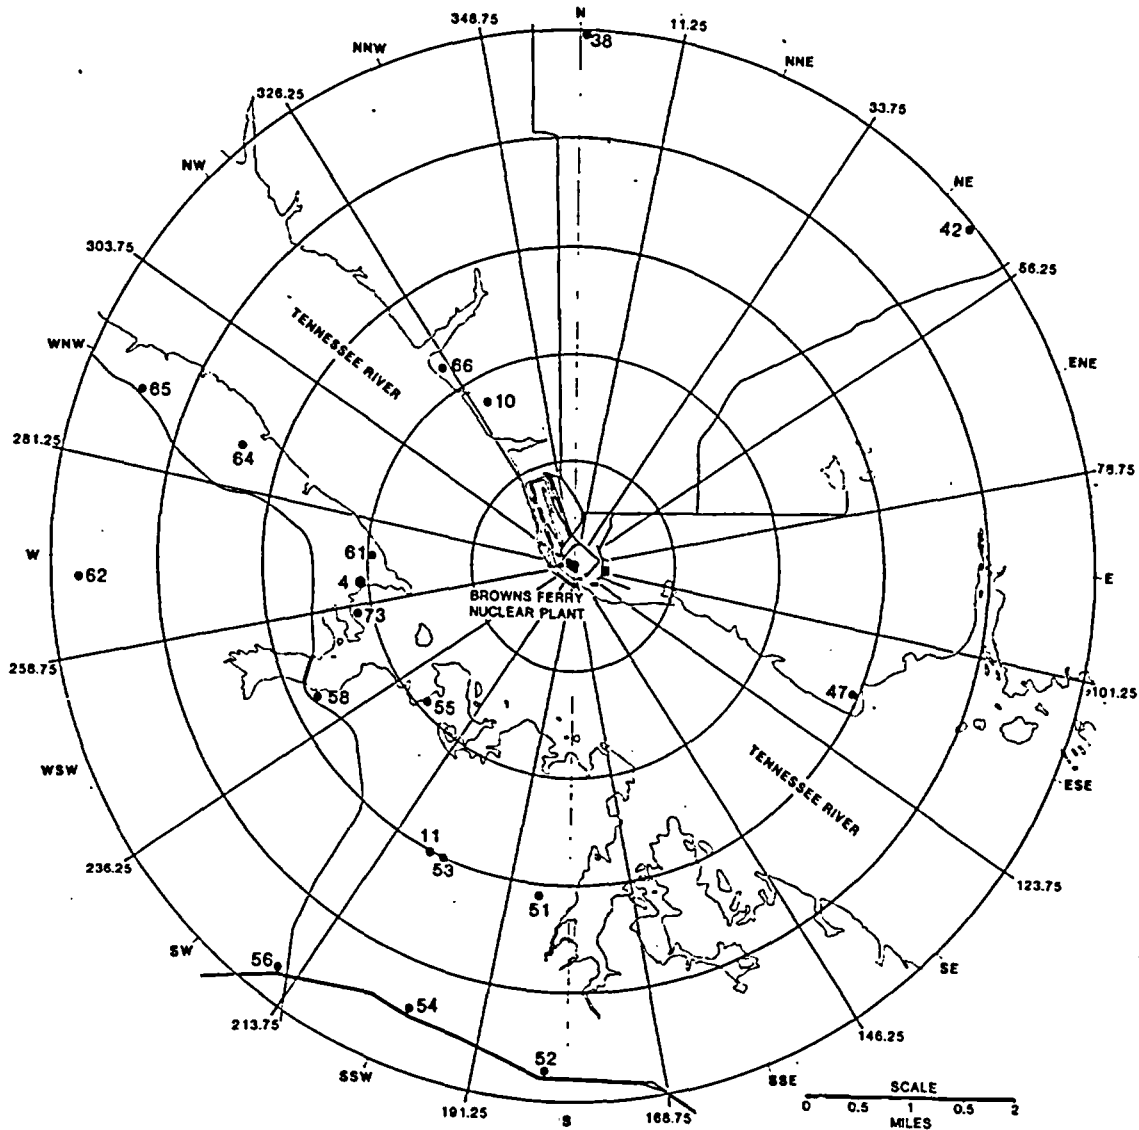 N
348.75
11.25
38
NNW
NNE
326.25
33.75
NW
NE
42
303.75
56.25
TENNESSEE RIVER
WNW
66
ENE
65
10
281.25
64
78.75
W
61
62
4
E
BROWNS FERRY
NUCLEAR PLANT
73
258.75
58
55
47
101.25
WSW
TENNESSEE RIVER
ESE
11
53
236.25
123.75
51
SW
56
SE
54
213.75
146.25
52
SSW
SSE
191.25
S
168.75
SCALE
0 0.5 1 0.5 2
MILES